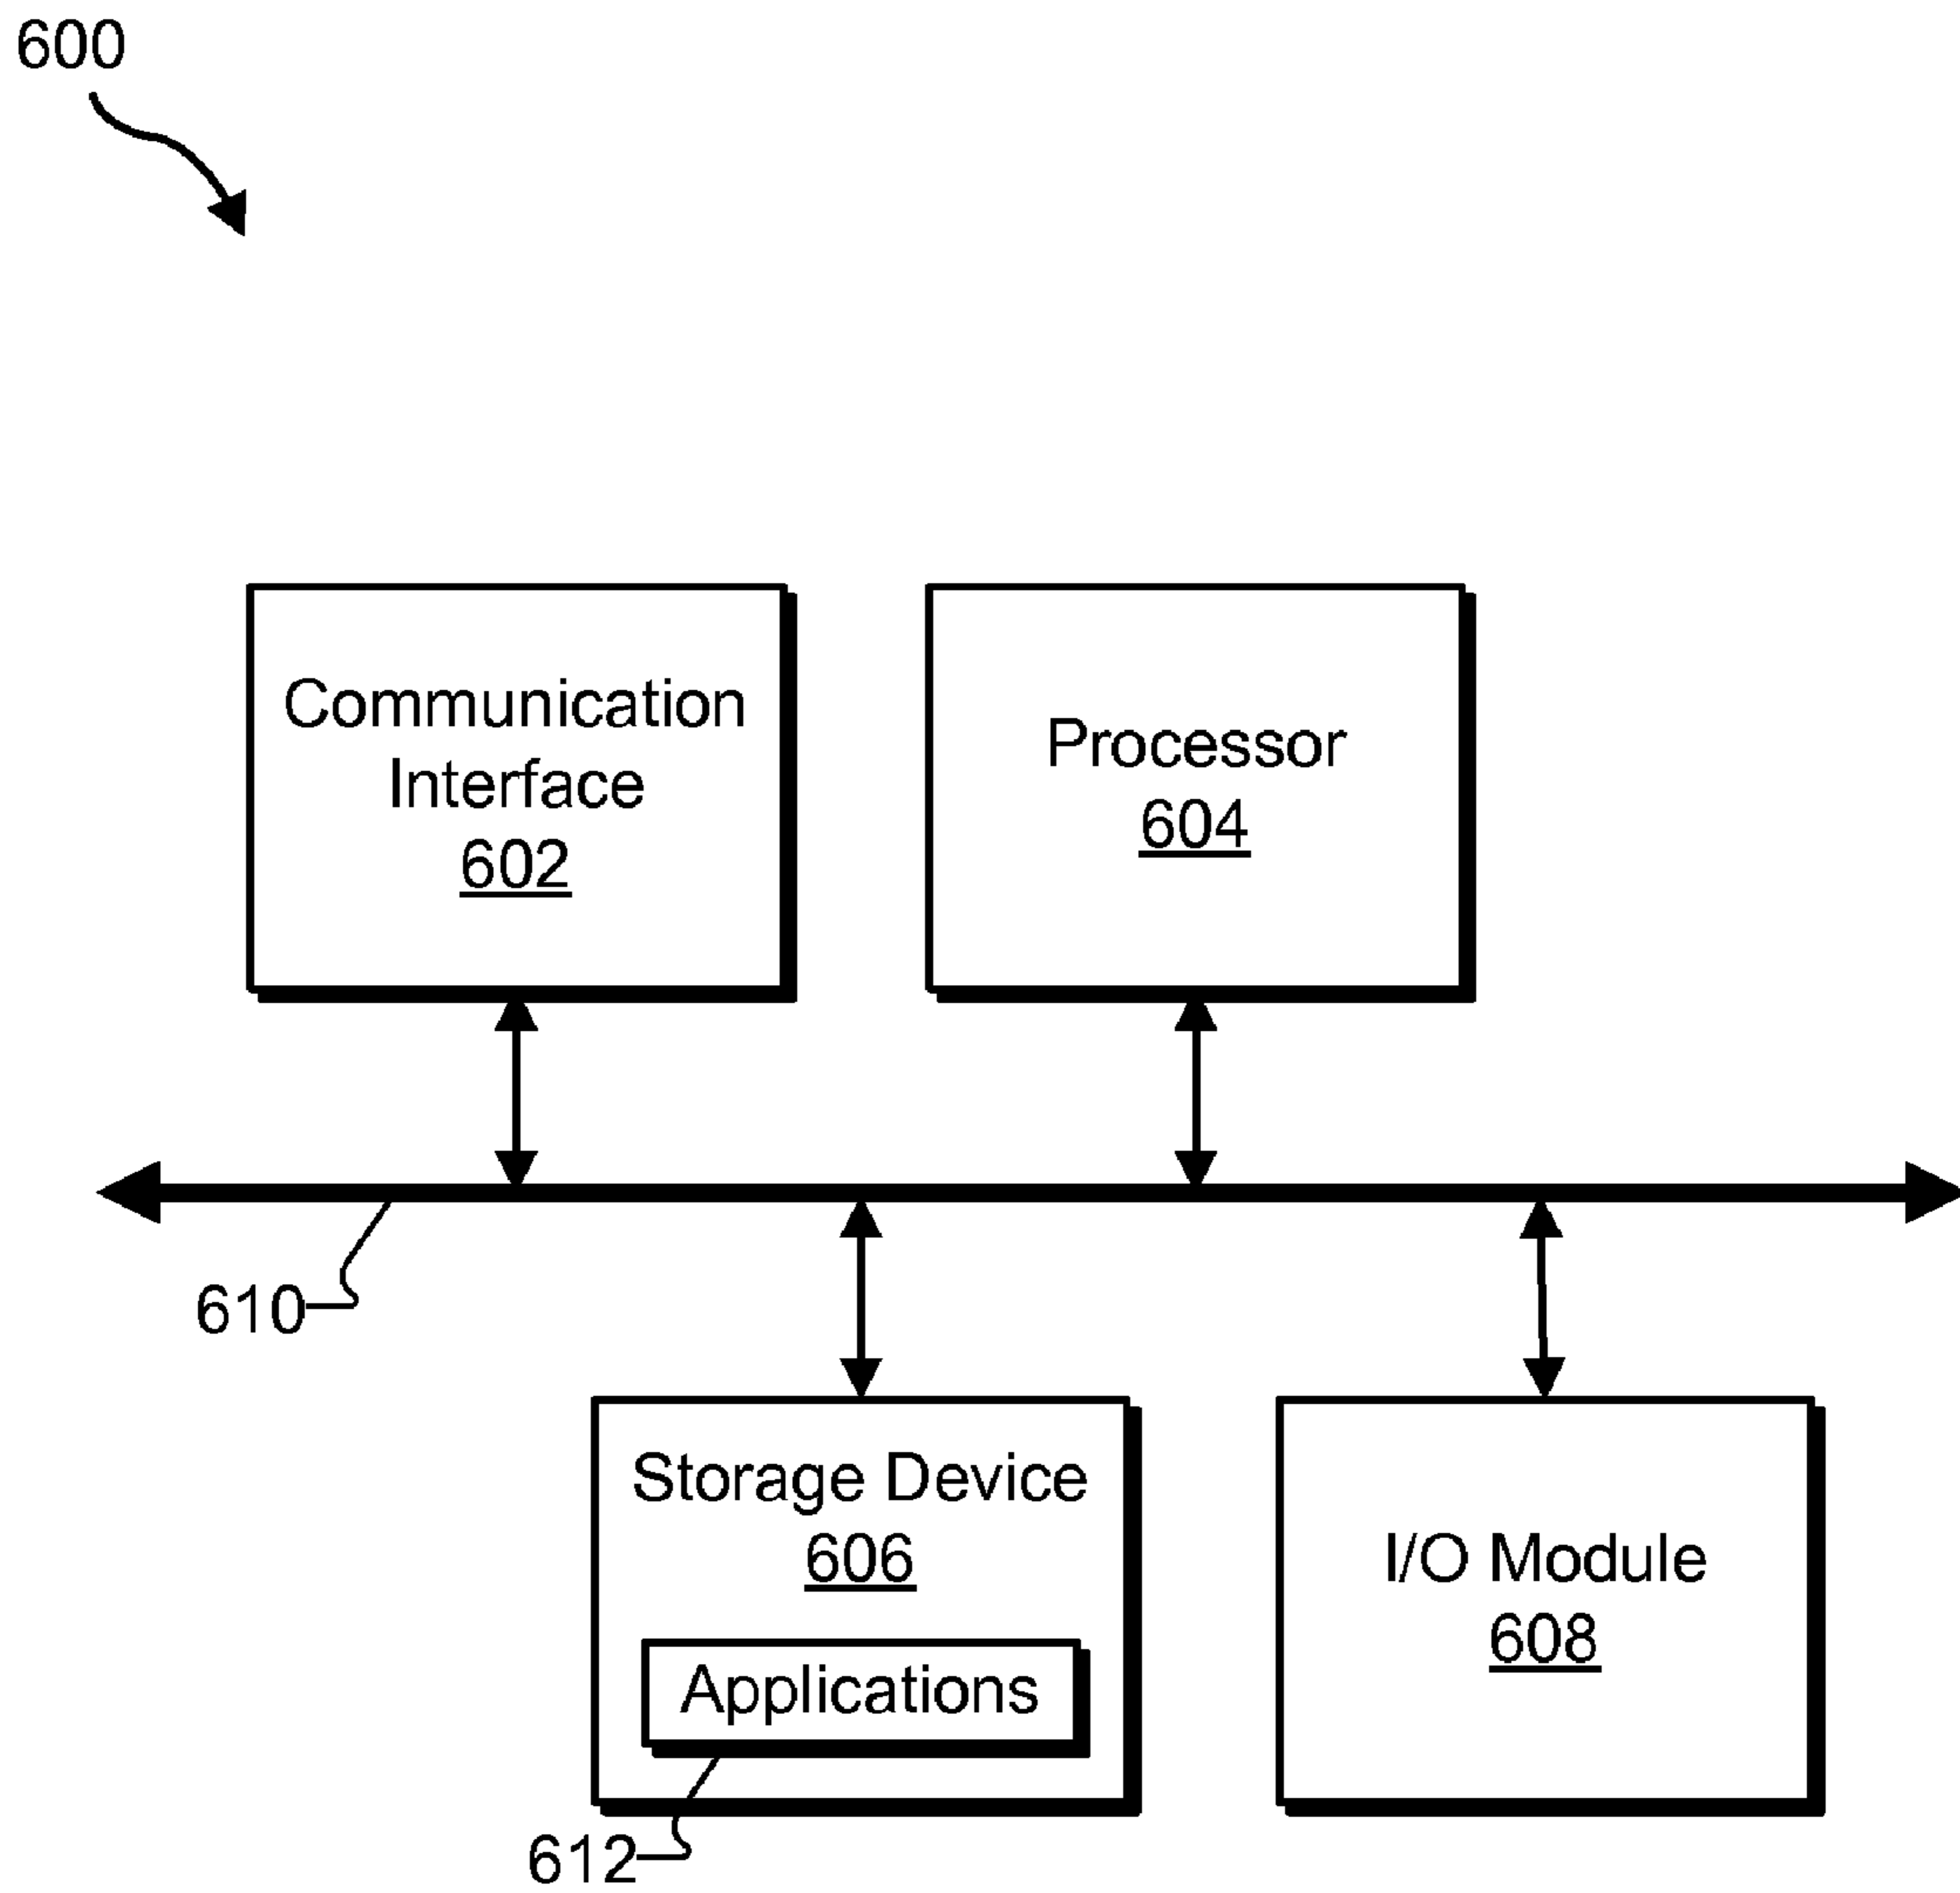 600
Communication
Interface
602
Processor
604
610
Storage Device
606
Applications
612
I/O Module
608